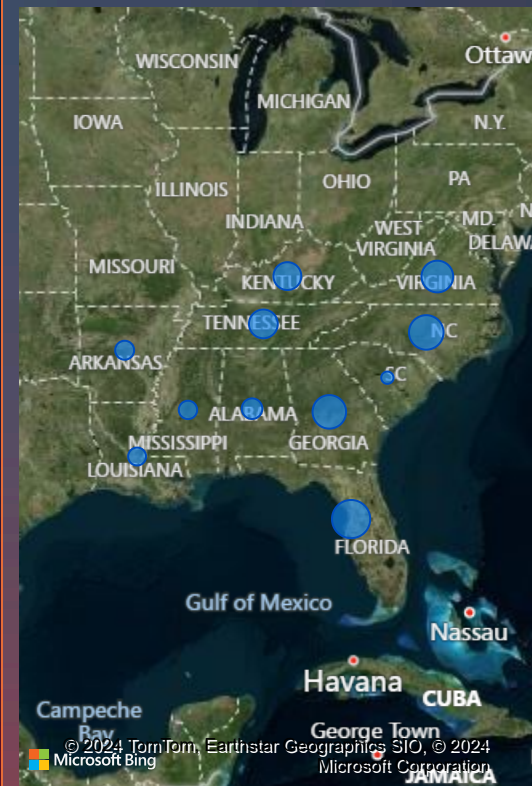 Ottaw
WISCONSIN
MICHIGAN
IOWA
N.Y.
ILLINOIS
OHIO
PA
INDIANA
MD
N
WEST
VIRGINIA
DELAWA
MISSOURI
KENTUCKY
VIRGINIA
TENNESSEE
NC
ARKANSAS
SC
ALABAMA
MISSISSIPPI
GEORGIA
LOUISIANA
FLORIDA
Gulf of Mexico
Nassau
Havana
CUBA
Campeche
Bay
George Town
© 2024 TomTom, Earthstar Geographics SIO, © 2024
Microsoft Corporation
Microsoft Bing
JAMAICA